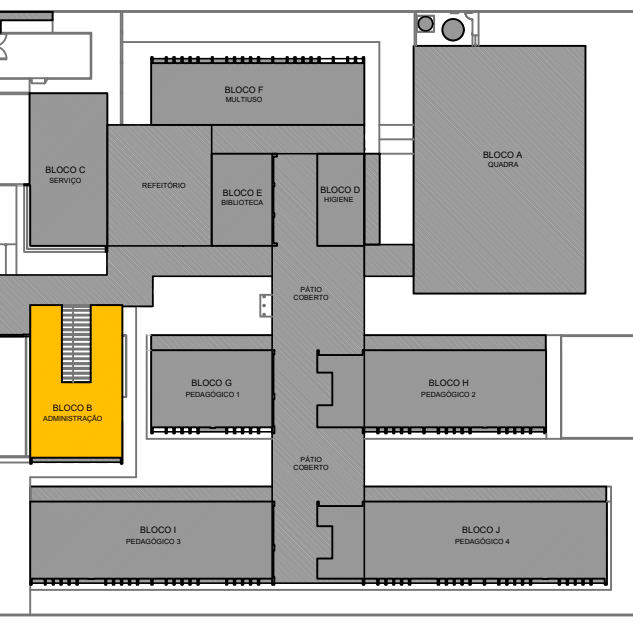 BLOCO F
MULTIUSO
BLOCO A
QUADRA
BLOCO C
SERVIÇO
REFEITÓRIO
BLOCO E
BIBLIOTECA
BLOCO D
HIGIENE
PÁTIO
COBERTO
BLOCO G
PEDAGÓGICO 1
BLOCO H
PEDAGÓGICO 2
BLOCO B
ADMINISTRAÇÃO
PÁTIO
COBERTO
BLOCO I
PEDAGÓGICO 3
BLOCO J
PEDAGÓGICO 4